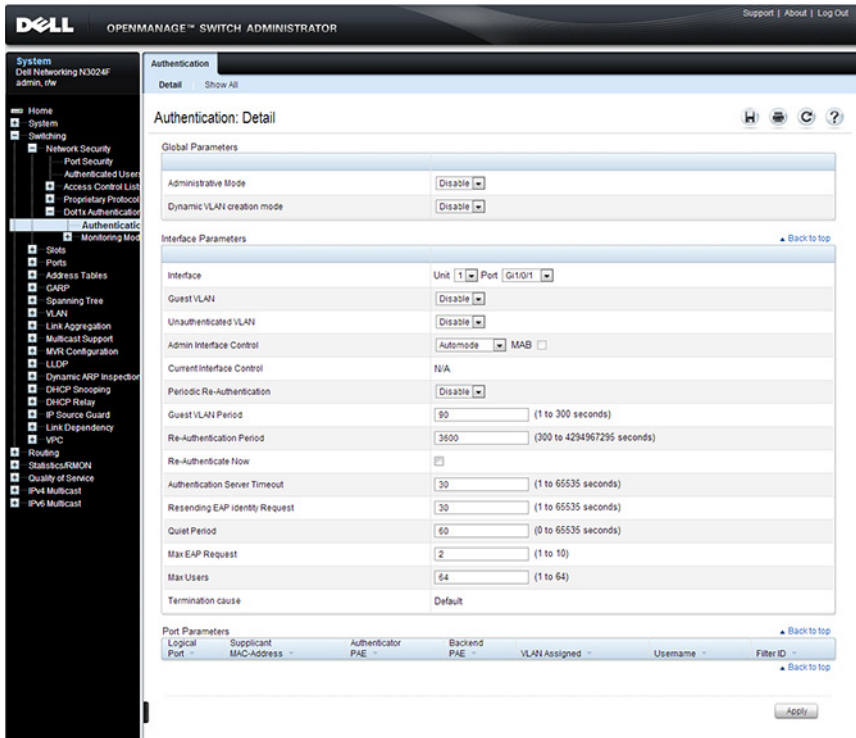 Support | About | Log Out
DELL OPENMANAGE™ SWITCH ADMINISTRATOR
System
Dell Networking N3024F
admin, r/w
Home
System
Switching
Network Security
Port Security
Authenticated Users
Access Control List
Proprietary Protocol
Dot1x Authentication
Authenticatic
Monitoring Mod
Slots
Ports
Address Tables
GARP
Spanning Tree
VLAN
Link Aggregation
Multicast Support
MVR Configuration
LLDP
Dynamic ARP Inspection
DHCP Snooping
DHCP Relay
IP Source Guard
Link Dependency
VPC
Routing
Statistics/RMON
Quality of Service
IPv4 Multicast
IPv6 Multicast
Authentication
Detail Show All
Authentication: Detail
Global Parameters
Administrative Mode Disable
Dynamic VLAN creation mode Disable
Interface Parameters Back to top
Interface Unit 1 Port Gi1/0/1
Guest VLAN Disable
Unauthenticated VLAN Disable
Admin Interface Control Automode MAB
Current Interface Control N/A
Periodic Re-Authentication Disable
Guest VLAN Period 90 (1 to 300 seconds)
Re-Authentication Period 3600 (300 to 4294967295 seconds)
Re-Authenticate Now
Authentication Server Timeout 30 (1 to 65535 seconds)
Resending EAP identity Request 30 (1 to 65535 seconds)
Quiet Period 60 (0 to 65535 seconds)
Max EAP Request 2 (1 to 10)
Max Users 64 (1 to 64)
Termination cause Default
Port Parameters Back to top
Logical Port Supplicant MAC-Address Authenticator PAE Backend PAE VLAN Assigned Username Filter ID
Back to top
Apply